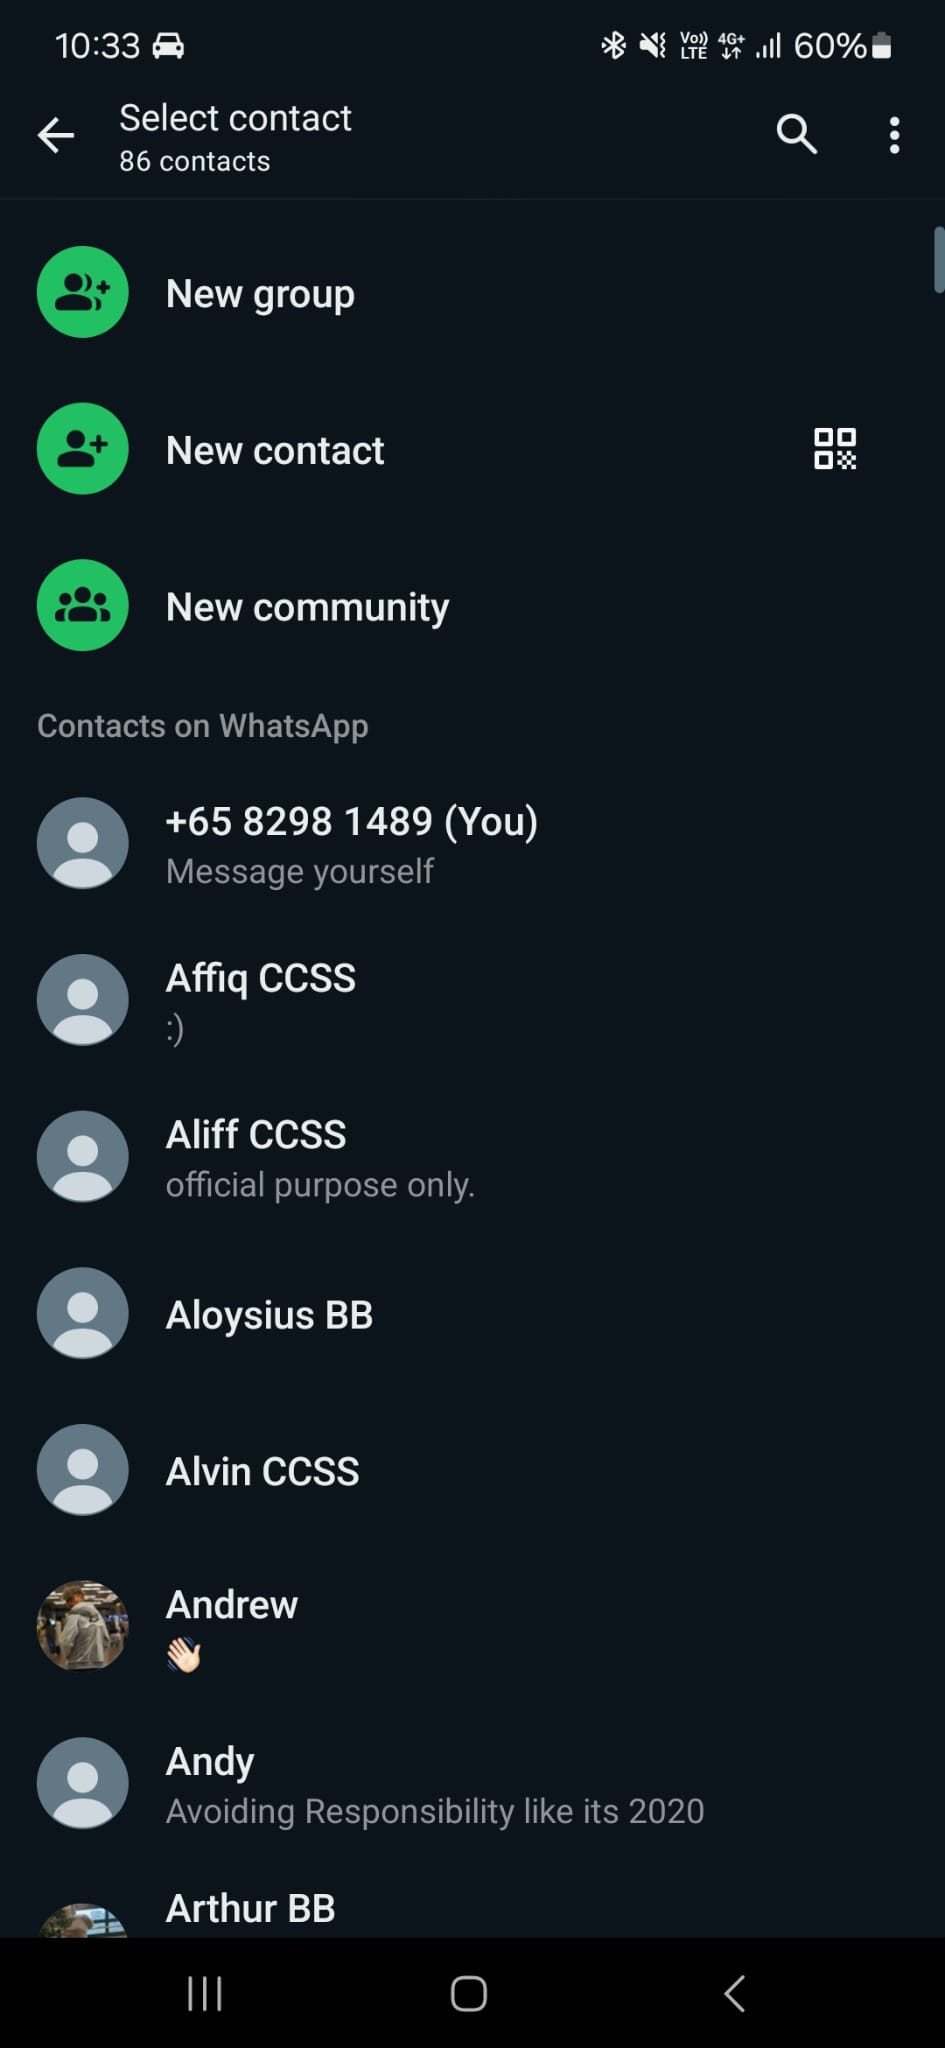 10:33 Vo)) LTE 4G+ 60%
Select contact
86 contacts
New group
New contact
New community
Contacts on WhatsApp
+65 8298 1489 (You)
Message yourself
Affiq CCSS
:)
Aliff CCSS
official purpose only.
Aloysius BB
Alvin CCSS
Andrew
👋🏻
Andy
Avoiding Responsibility like its 2020
Arthur BB